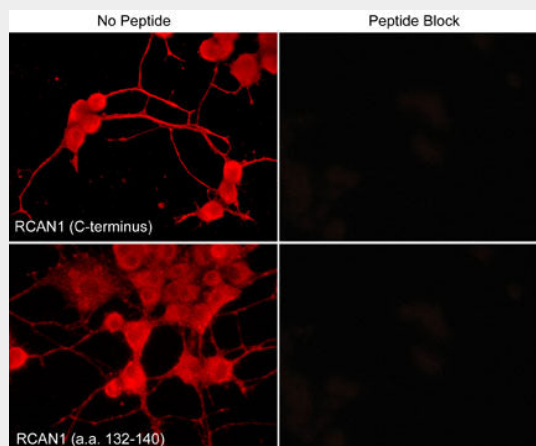 No Peptide
Peptide Block
RCAN1 (C-terminus)
RCAN1 (a.a. 132-140)